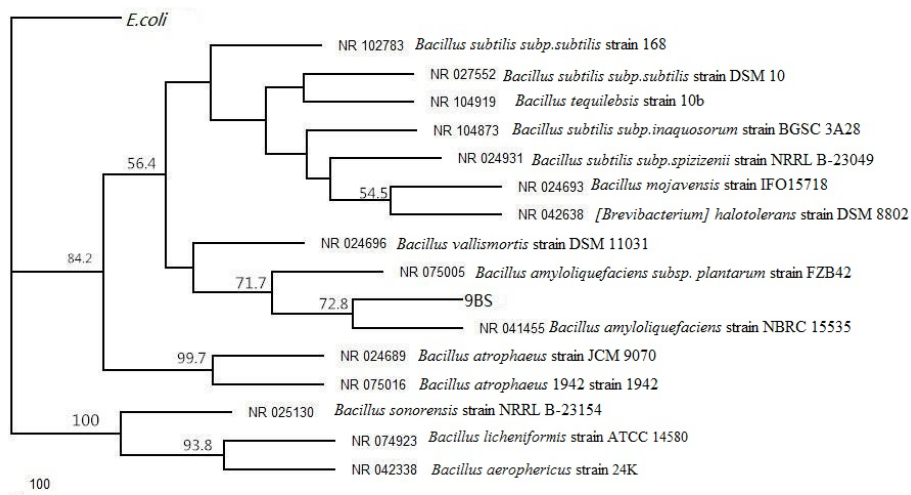 E.coli
NR 102783 Bacillus subtilis subp.subtilis strain 168
NR 027552 Bacillus subtilis subp.subtilis strain DSM 10
NR 104919 Bacillus tequilebsis strain 10b
NR 104873 Bacillus subtilis subp.inaquosorum strain BGSC 3A28
56.4
NR 024931 Bacillus subtilis subp.spizizenii strain NRRL B-23049
54.5 NR 024693 Bacillus mojavensis strain IFO15718
NR 042638 [Brevibacterium] halotolerans strain DSM 8802
NR 024696 Bacillus vallismortis strain DSM 11031
84.2
71.7 NR 075005 Bacillus amyloliquefaciens subsp. plantarum strain FZB42
72.8 9BS
NR 041455 Bacillus amyloliquefaciens strain NBRC 15535
99.7 NR 024689 Bacillus atrophaeus strain JCM 9070
NR 075016 Bacillus atrophaeus 1942 strain 1942
100 NR 025130 Bacillus sonorensis strain NRRL B-23154
93.8 NR 074923 Bacillus licheniformis strain ATCC 14580
NR 042338 Bacillus aerophericus strain 24K
100